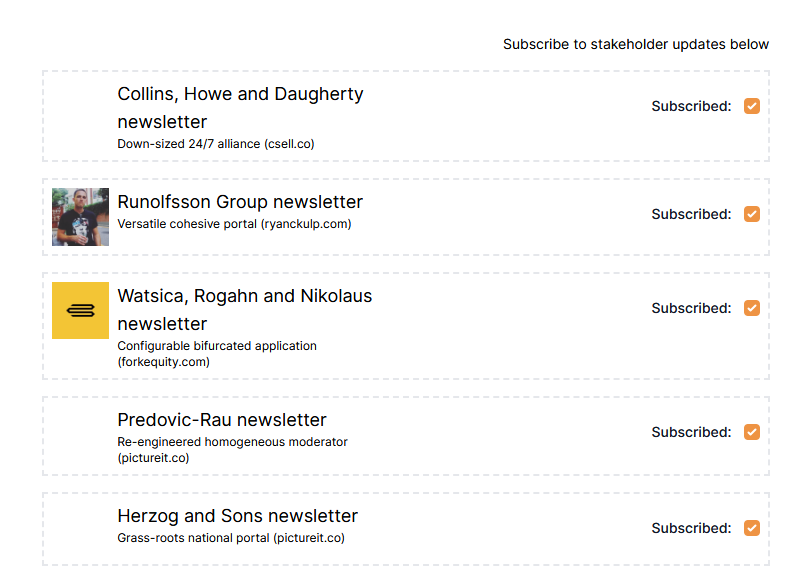 Subscribe to stakeholder updates below
Collins, Howe and Daugherty
newsletter
Down-sized 24/7 alliance (csell.co)
Subscribed:
Runolfsson Group newsletter
Versatile cohesive portal (ryanckulp.com)
Subscribed:
Watsica, Rogahn and Nikolaus
newsletter
Configurable bifurcated application
(forkequity.com)
Subscribed:
Predovic-Rau newsletter
Re-engineered homogeneous moderator
(pictureit.co)
Subscribed:
Herzog and Sons newsletter
Grass-roots national portal (pictureit.co)
Subscribed: